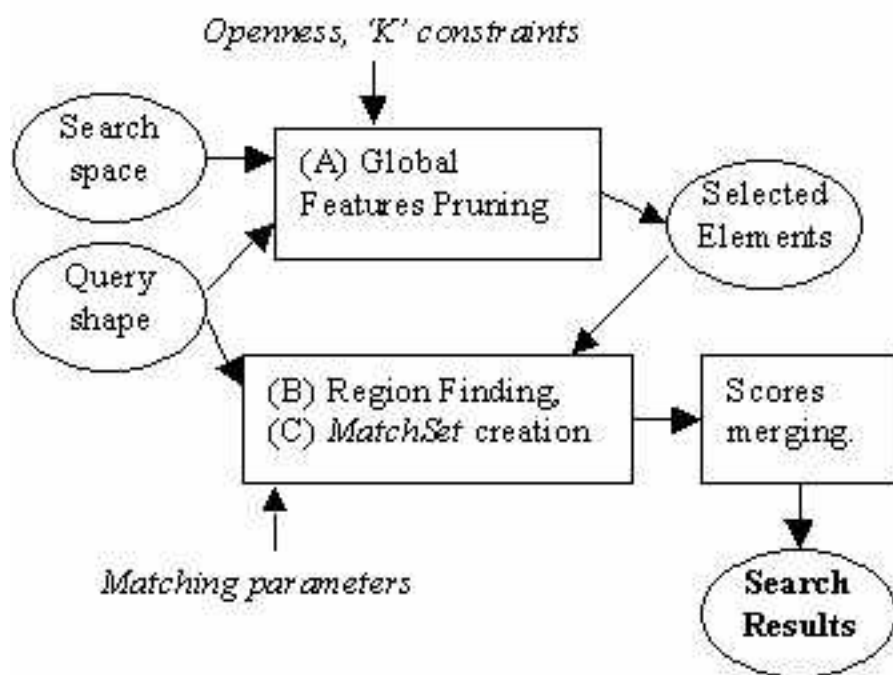 Openness, ‘K’ constraints
Search
space
(A) Global
Features Pruning
Selected
Elements
Query
shape
(B) Region Finding,
(C) MatchSet creation
Scores
merging.
Matching parameters
Search
Results